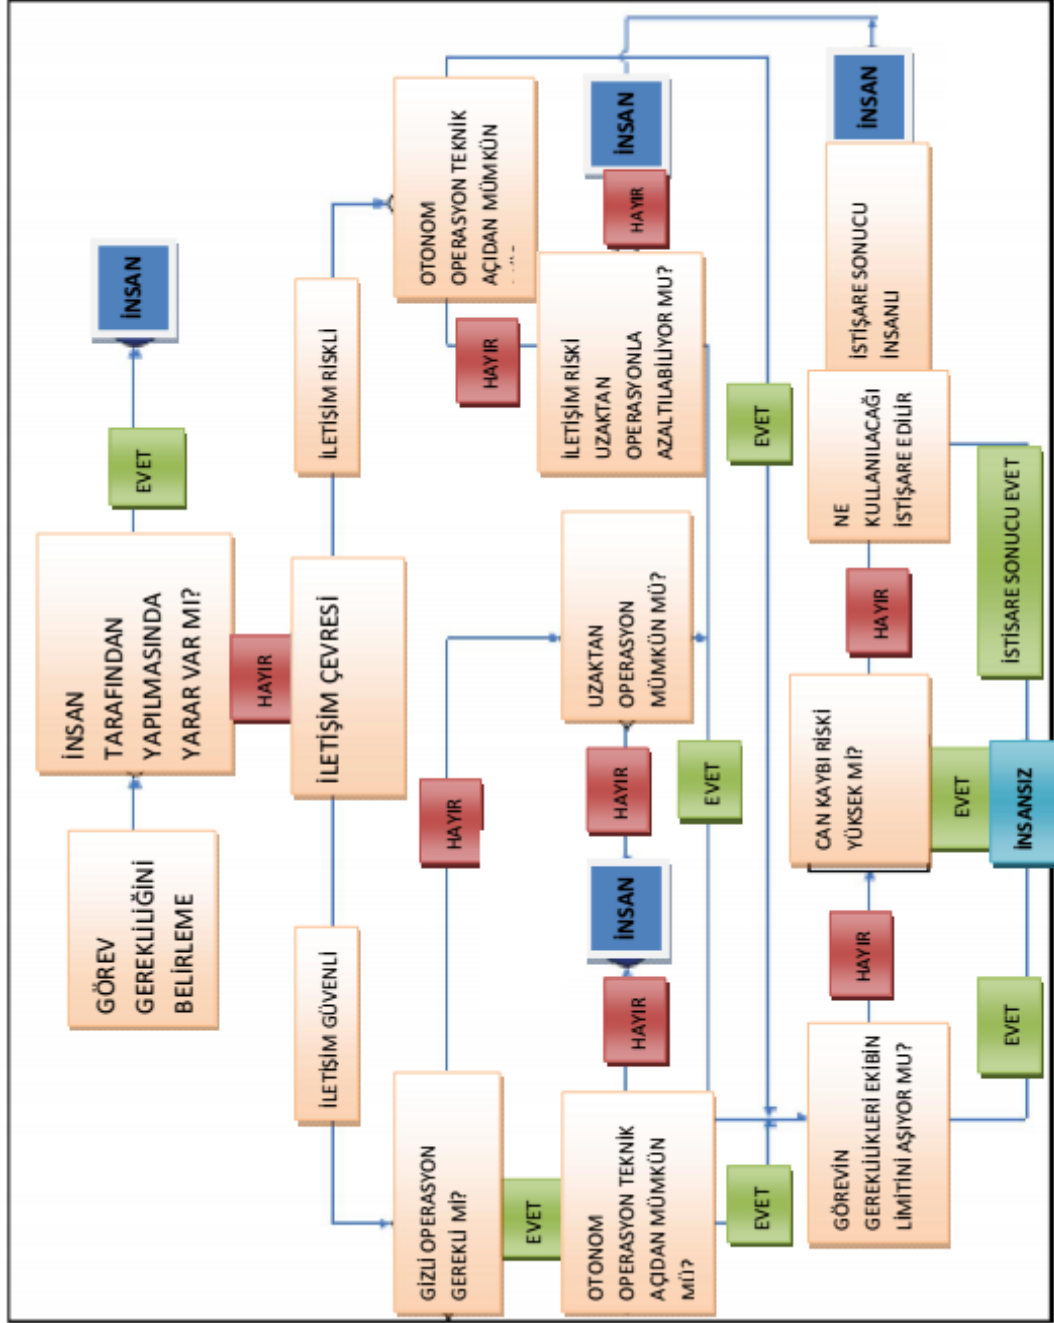 GÖREV
GEREKLİLİĞİNİ
BELİRLEME
İNSAN
TARAFINDAN
YAPILMASINDA
YARAR VAR MI?
EVET
İNSAN
HAYIR
İLETİŞİM GÜVENLİ
İLETİŞİM ÇEVRESİ
İLETİŞİM RİSKLİ
GİZLİ OPERASYON
GEREKLİ Mİ?
HAYIR
HAYIR
OTONOM
OPERASYON TEKNİK
AÇIDAN MÜMKÜN
EVET
OTONOM
OPERASYON TEKNİK
AÇIDAN MÜMKÜN
MÜ?
HAYIR
İNSAN
HAYIR
UZAKTAN
OPERASYON
MÜMKÜN MÜ?
İLETİŞİM RİSKİ
UZAKTAN
OPERASYONLA
AZALTILABİLİYOR MU?
HAYIR
İNSAN
EVET
EVET
EVET
GÖREVİN
GEREKLİLİKLERİ EKİBİN
LİMİTİNİ AŞIYOR MU?
HAYIR
CAN KAYBI RİSKİ
YÜKSEK Mİ?
HAYIR
NE
KULLANILACAĞI
İSTİŞARE EDİLİR
İSTİŞARE SONUCU
İNSANLI
İNSAN
EVET
EVET
İNSANSIZ
İSTİSARE SONUCU EVET